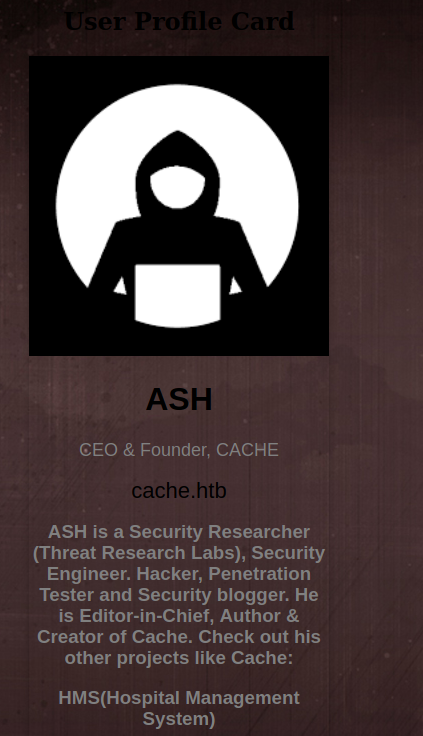 User Profile Card
ASH
CEO & Founder, CACHE
cache.htb
ASH is a Security Researcher
(Threat Research Labs), Security
Engineer. Hacker, Penetration
Tester and Security blogger. He
is Editor-in-Chief, Author &
Creator of Cache. Check out his
other projects like Cache:
HMS(Hospital Management
System)